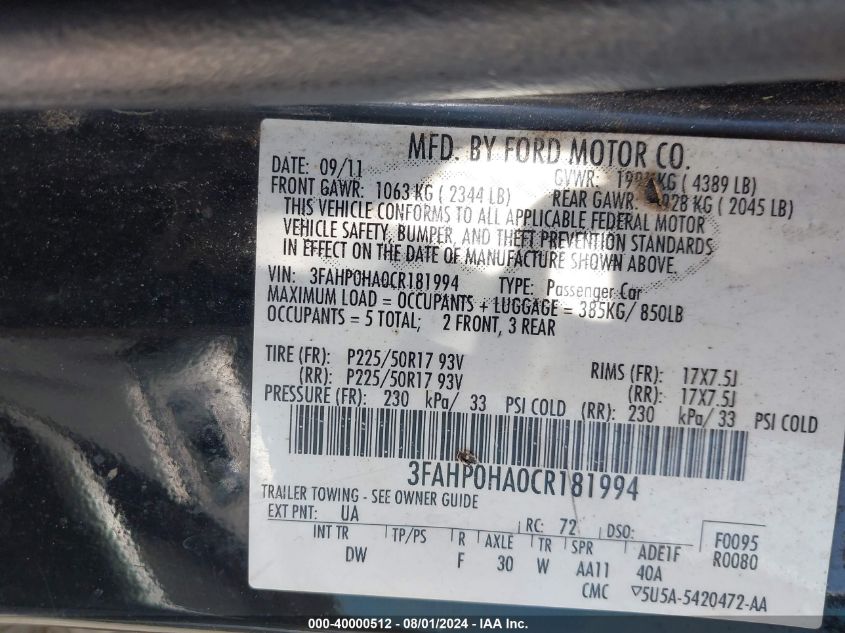 MFD. BY FORD MOTOR CO.
DATE: 09/11 GVWR: KG ( 4389 LB)
FRONT GAWR: 1063 KG ( 2344 LB) REAR GAWR: 928 KG ( 2045 LB)
THIS VEHICLE CONFORMS TO ALL APPLICABLE FEDERAL MOTOR
VEHICLE SAFETY, BUMPER, AND THEFT PREVENTION STANDARDS
IN EFFECT ON THE DATE OF MANUFACTURE SHOWN ABOVE.
VIN: 3FAHP0HA0CR181994 TYPE: Passenger Car
MAXIMUM LOAD = OCCUPANTS + LUGGAGE = 385KG/ 850LB
OCCUPANTS = 5 TOTAL; 2 FRONT, 3 REAR
TIRE (FR): P225/50R17 93V RIMS (FR): 17X7.5J
(RR): P225/50R17 93V (RR): 17X7.5J
PRESSURE (FR): 230 kPa/ 33 PSI COLD (RR): 230 kPa/ 33 PSI COLD
3FAHP0HA0CR181994
TRAILER TOWING - SEE OWNER GUIDE
EXT PNT: UA RC: 72 DSO: F0095
INT TR TP/PS R AXLE TR SPR ADE1F R0080
DW F 30 W AA11 40A
CMC ▽5U5A-5420472-AA
000-40000512 - 08/01/2024 - IAA Inc.